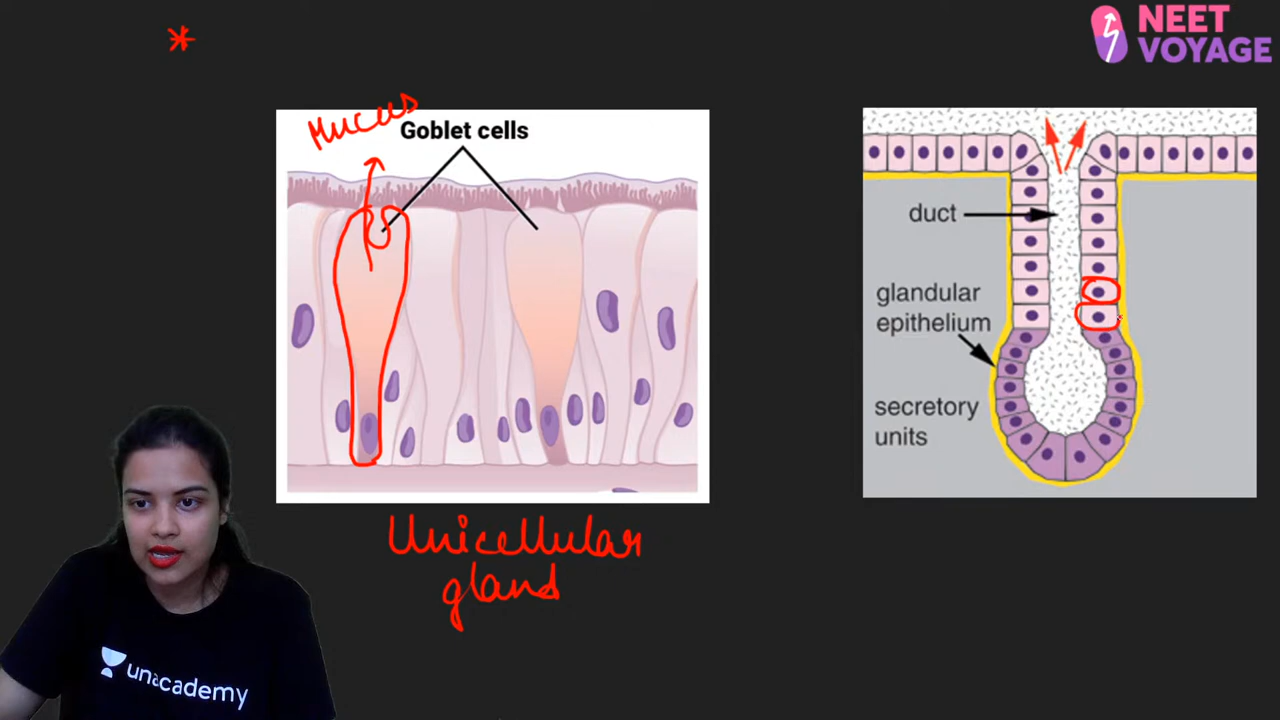 *
NEET
VOYAGE
Mucus
Goblet cells
duct
glandular
epithelium
secretory
units
Unicellular
gland
unacademy